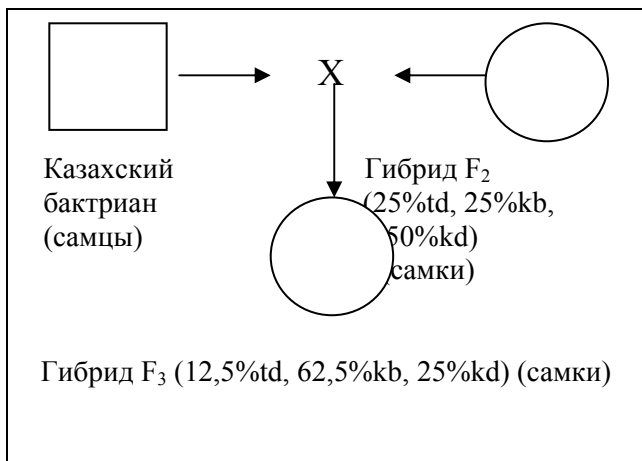 X
Казахский
бактриан
(самцы)
Гибрид F₂
(25%td, 25%kb,
50%kd)
самки)
Гибрид F₃ (12,5%td, 62,5%kb, 25%kd) (самки)